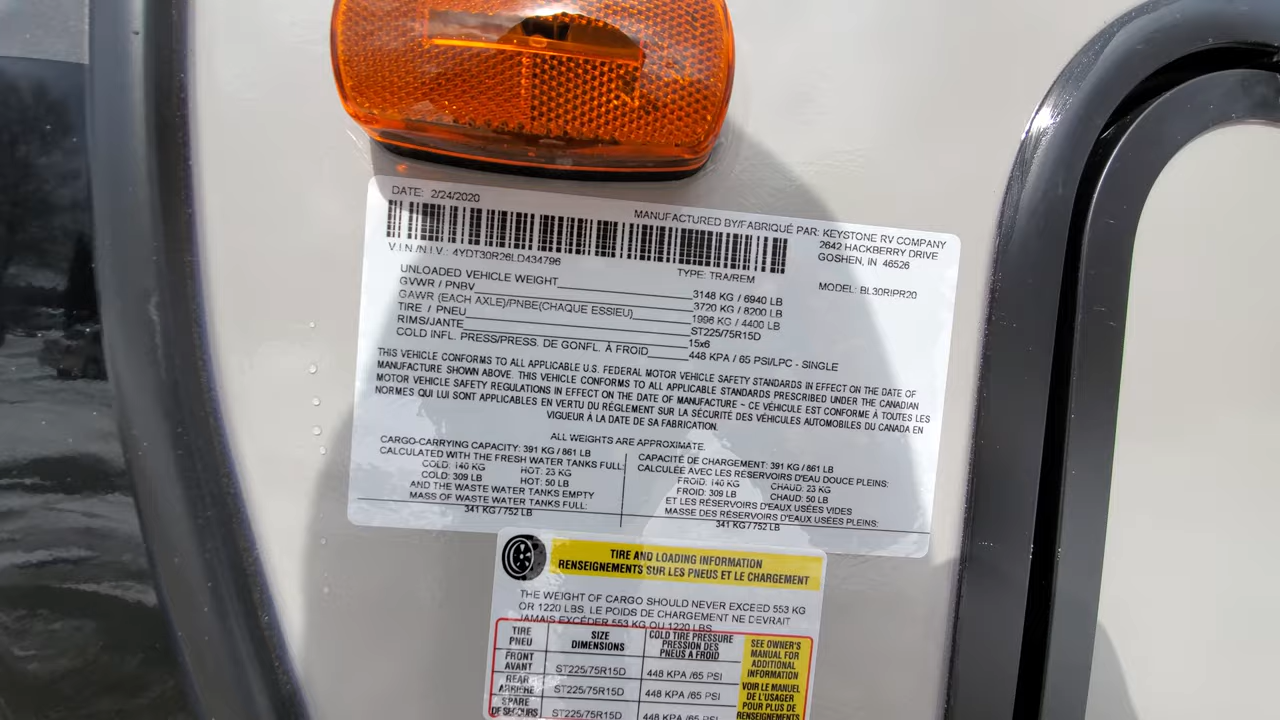 DATE: 2/24/2020
MANUFACTURED BY/FABRIQUÉ PAR: KEYSTONE RV COMPANY
2642 HACKBERRY DRIVE
GOSHEN, IN 46526
V.I.N./N.I.V.: 4YDT30R26LD434796
TYPE: TRA/REM
MODEL: BL30RIPR20
UNLOADED VEHICLE WEIGHT 3148 KG / 6940 LB
GVWR / PNBV 3720 KG / 8200 LB
GAWR (EACH AXLE)/PNBE(CHAQUE ESSIEU) 1996 KG / 4400 LB
TIRE / PNEU ST225/75R15D
RIMS/JANTE 15x6
COLD INFL. PRESS/PRESS. DE GONFL. À FROID 448 KPA / 65 PSI/LPC - SINGLE
THIS VEHICLE CONFORMS TO ALL APPLICABLE U.S. FEDERAL MOTOR VEHICLE SAFETY STANDARDS IN EFFECT ON THE DATE OF
MANUFACTURE SHOWN ABOVE. THIS VEHICLE CONFORMS TO ALL APPLICABLE STANDARDS PRESCRIBED UNDER THE CANADIAN
MOTOR VEHICLE SAFETY REGULATIONS IN EFFECT ON THE DATE OF MANUFACTURE ~ CE VÉHICULE EST CONFORME À TOUTES LES
NORMES QUI LUI SONT APPLICABLES EN VERTU DU RÉGLEMENT SUR LA SÉCURITÉ DES VÉHICULES AUTOMOBILES DU CANADA EN
VIGUEUR À LA DATE DE SA FABRICATION.
ALL WEIGHTS ARE APPROXIMATE.
CARGO-CARRYING CAPACITY: 391 KG / 861 LB
CALCULATED WITH THE FRESH WATER TANKS FULL:
COLD: 140 KG HOT: 23 KG
COLD: 309 LB HOT: 50 LB
AND THE WASTE WATER TANKS EMPTY
MASS OF WASTE WATER TANKS FULL:
341 KG / 752 LB
CAPACITÉ DE CHARGEMENT: 391 KG / 861 LB
CALCULÉE AVEC LES RÉSERVOIRS D'EAU DOUCE PLEINS:
FROID: 140 KG CHAUD: 23 KG
FROID: 309 LB CHAUD: 50 LB
ET LES RÉSERVOIRS D'EAUX USÉES VIDES
MASSE DES RÉSERVOIRS D'EAUX USÉES PLEINS:
341 KG / 752 LB
TIRE AND LOADING INFORMATION
RENSEIGNEMENTS SUR LES PNEUS ET LE CHARGEMENT
THE WEIGHT OF CARGO SHOULD NEVER EXCEED 553 KG
OR 1220 LBS. LE POIDS DE CHARGEMENT NE DEVRAIT
JAMAIS EXCÉDER 553 KG OU 1220 LBS
TIRE
PNEU
SIZE
DIMENSIONS
COLD TIRE PRESSURE
PRESSION DES
PNEUS A FROID
FRONT
AVANT
ST225/75R15D
448 KPA /65 PSI
REAR
ARRIÈRE
ST225/75R15D
448 KPA /65 PSI
SPARE
DE SECOURS
ST225/75R15D
448 KPA /65 PSI
SEE OWNER'S
MANUAL FOR
ADDITIONAL
INFORMATION
VOIR LE MANUEL
DE L'USAGER
POUR PLUS DE
RENSEIGNEMENTS